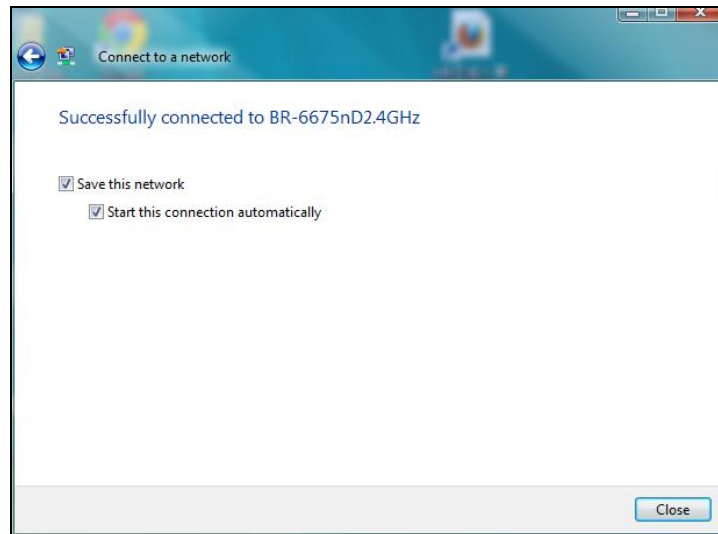 Connect to a network
Successfully connected to BR-6675nD2.4GHz
Save this network
Start this connection automatically
Close